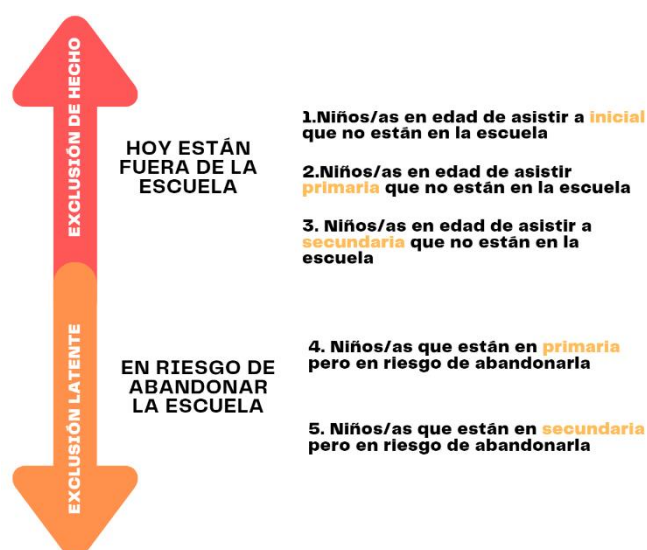 EXCLUSIÓN DE HECHO
HOY ESTÁN
FUERA DE LA
ESCUELA
1.Niños/as en edad de asistir a inicial
que no están en la escuela
2.Niños/as en edad de asistir
primaria que no están en la escuela
3. Niños/as en edad de asistir a
secundaria que no están en la
escuela
EXCLUSIÓN LATENTE
EN RIESGO DE
ABANDONAR
LA ESCUELA
4. Niños/as que están en primaria
pero en riesgo de abandonarla
5. Niños/as que están en secundaria
pero en riesgo de abandonarla